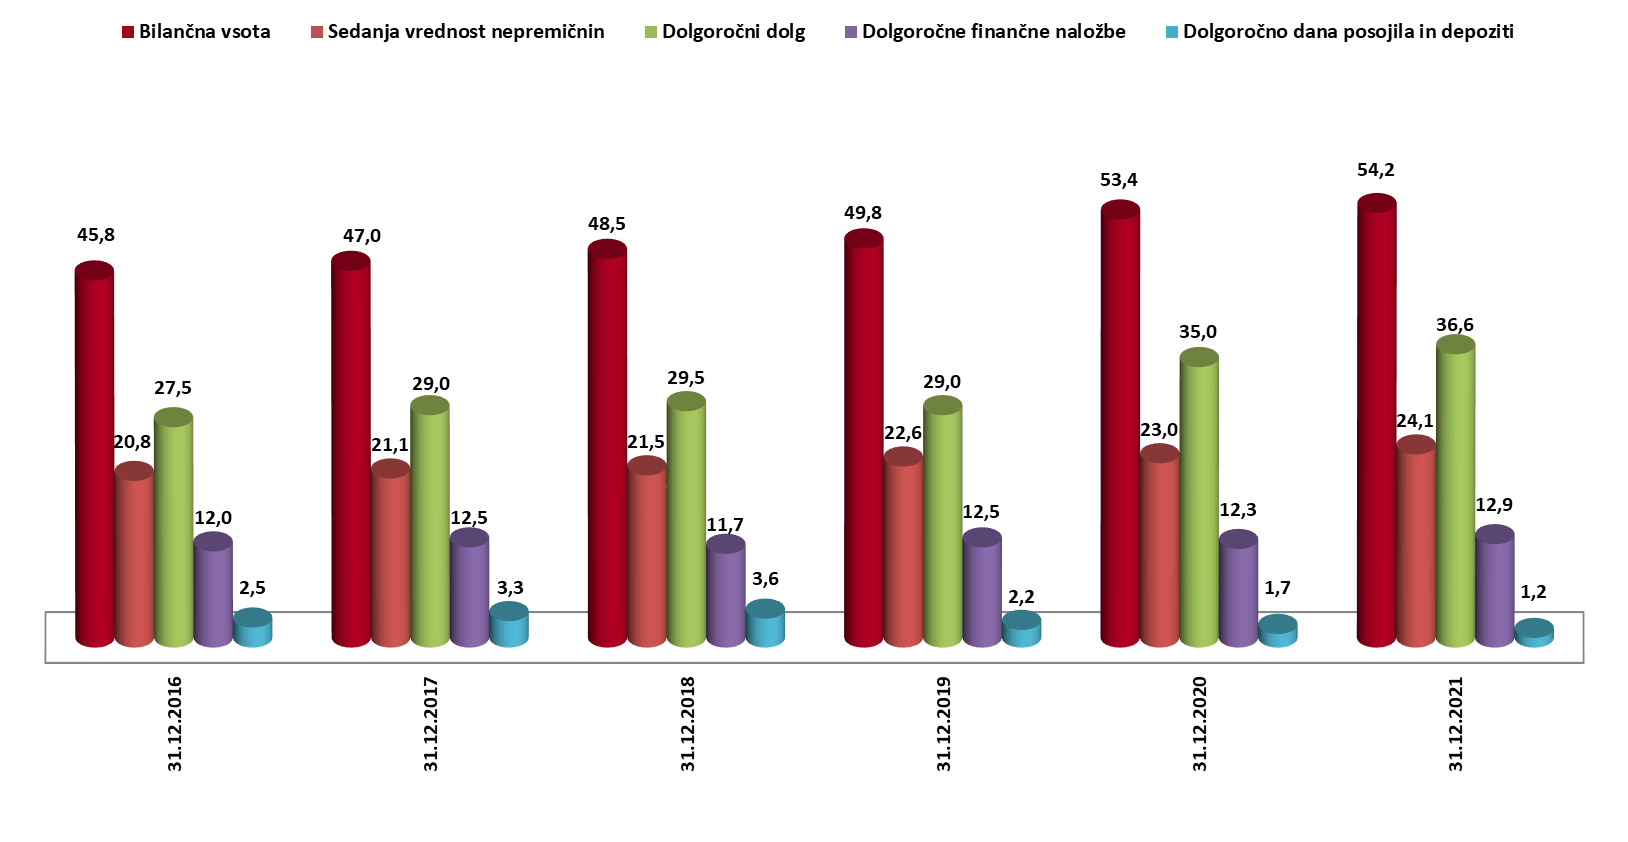 Bilančna vsota Sedanja vrednost nepremičnin Dolgoročni dolg Dolgoročne finančne naložbe Dolgoročno dana posojila in depoziti
45,8 20,8 27,5 12,0 2,5
47,0 21,1 29,0 12,5 3,3
48,5 21,5 29,5 11,7 3,6
49,8 22,6 29,0 12,5 2,2
53,4 23,0 35,0 12,3 1,7
54,2 24,1 36,6 12,9 1,2
31.12.2016
31.12.2017
31.12.2018
31.12.2019
31.12.2020
31.12.2021